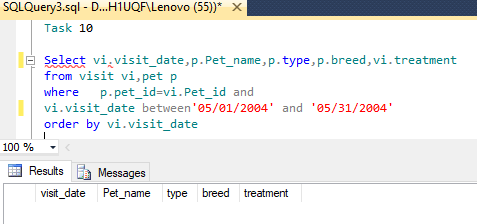 SQLQuery3.sql - D...H1UQF\Lenovo (55))*
Task 10
Select vi.visit_date,p.Pet_name,p.type,p.breed,vi.treatment
from visit vi,pet p
where p.pet_id=vi.Pet_id and
vi.visit_date between'05/01/2004' and '05/31/2004'
order by vi.visit_date
100 %
Results Messages
visit_date Pet_name type breed treatment